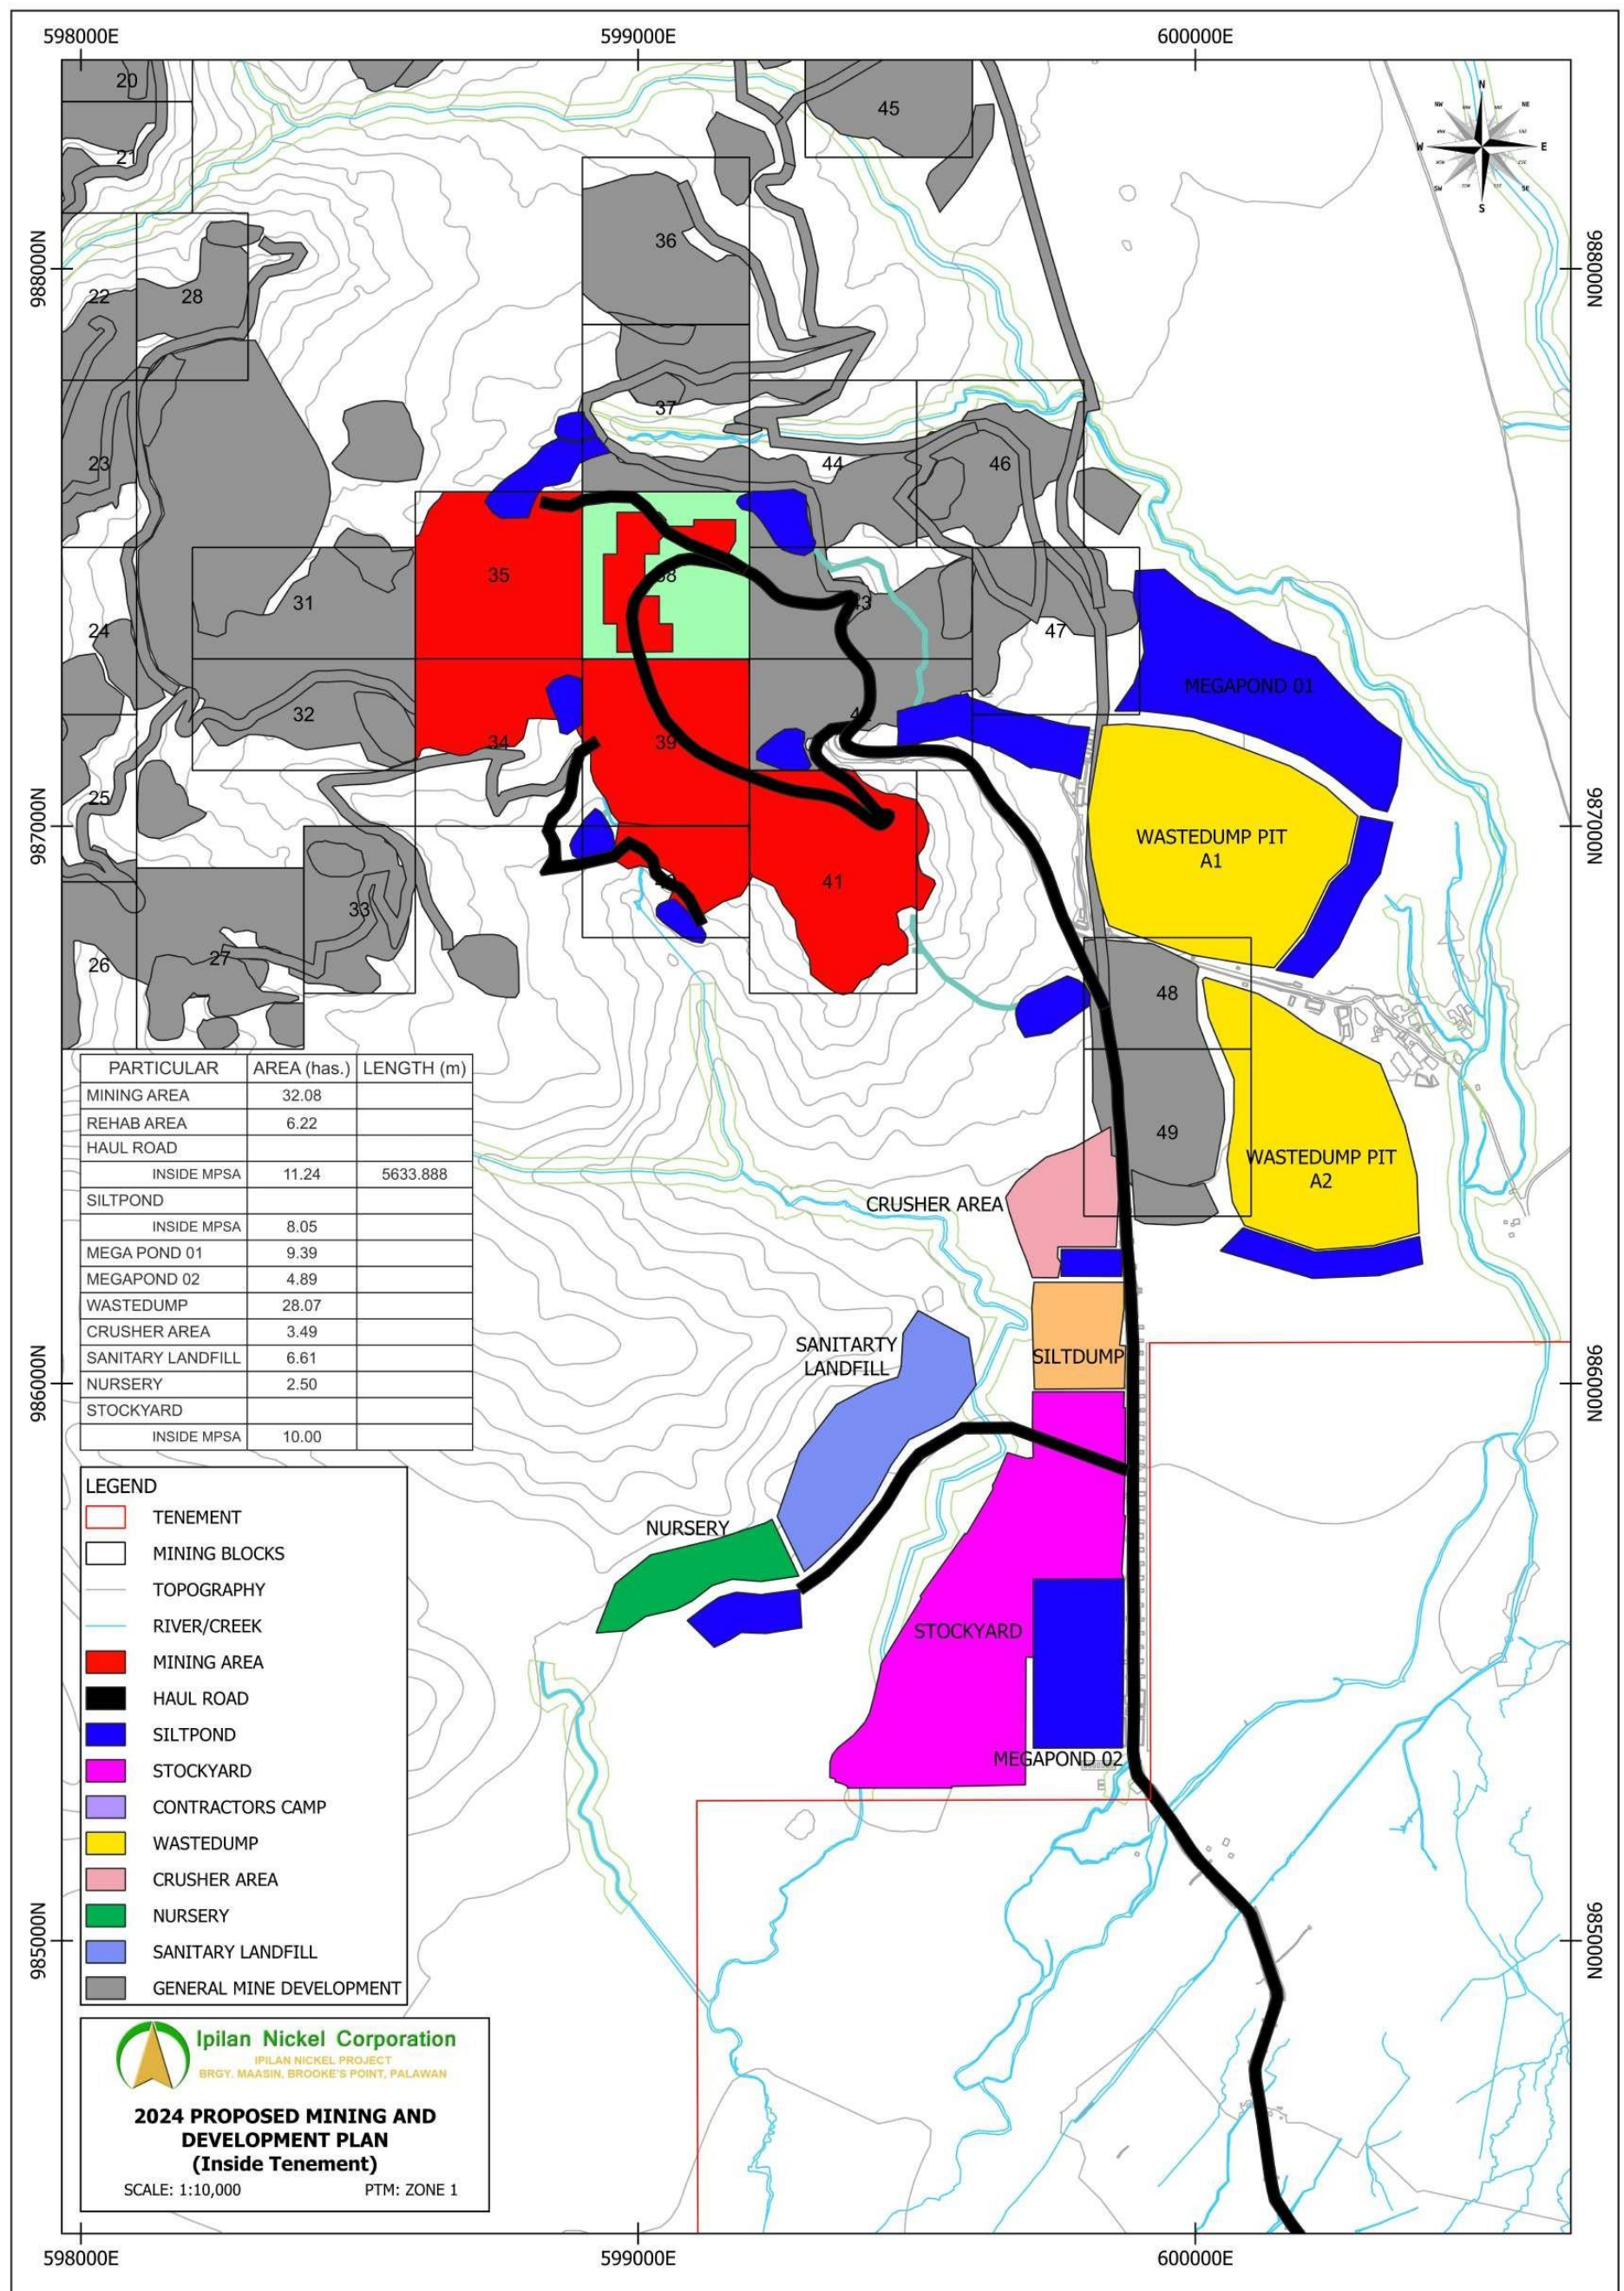 598000E 599000E 600000E
N
NW NE
W E
SW SE
S
988000N 988000N
987000N 987000N
986000N 986000N
985000N 985000N
20
45
21
36
22
28
37
23
44
46
35
38
31
43
24
47
MEGAPOND 01
32
34
39
42
25
WASTEDUMP PIT
A1
41
33
27
26
48
49
WASTEDUMP PIT
A2
CRUSHER AREA
SANITARTY
LANDFILL
SILTDUMP
NURSERY
STOCKYARD
MEGAPOND 02
PARTICULAR AREA (has.) LENGTH (m)
MINING AREA 32.08
REHAB AREA 6.22
HAUL ROAD
INSIDE MPSA 11.24 5633.888
SILTPOND
INSIDE MPSA 8.05
MEGA POND 01 9.39
MEGAPOND 02 4.89
WASTEDUMP 28.07
CRUSHER AREA 3.49
SANITARY LANDFILL 6.61
NURSERY 2.50
STOCKYARD
INSIDE MPSA 10.00
LEGEND
TENEMENT
MINING BLOCKS
TOPOGRAPHY
RIVER/CREEK
MINING AREA
HAUL ROAD
SILTPOND
STOCKYARD
CONTRACTORS CAMP
WASTEDUMP
CRUSHER AREA
NURSERY
SANITARY LANDFILL
GENERAL MINE DEVELOPMENT
Ipilan Nickel Corporation
IPILAN NICKEL PROJECT
BRGY. MAASIN, BROOKE'S POINT, PALAWAN
2024 PROPOSED MINING AND
DEVELOPMENT PLAN
(Inside Tenement)
SCALE: 1:10,000 PTM: ZONE 1
598000E 599000E 600000E